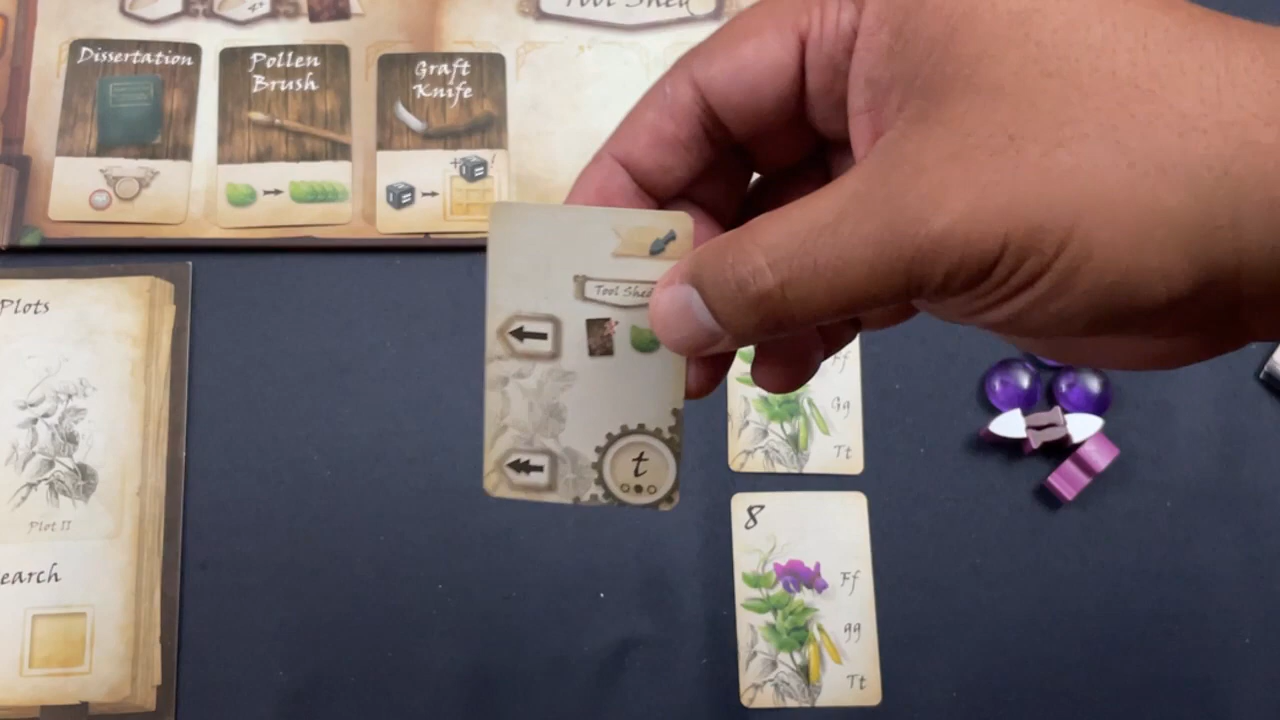 4+
Tool Shed
Dissertation
Pollen
Brush
Graft
Knife
+
!
Tool Shed
t
Plots
Plot II
earch
Ff
Gg
Tt
8
Ff
gg
Tt